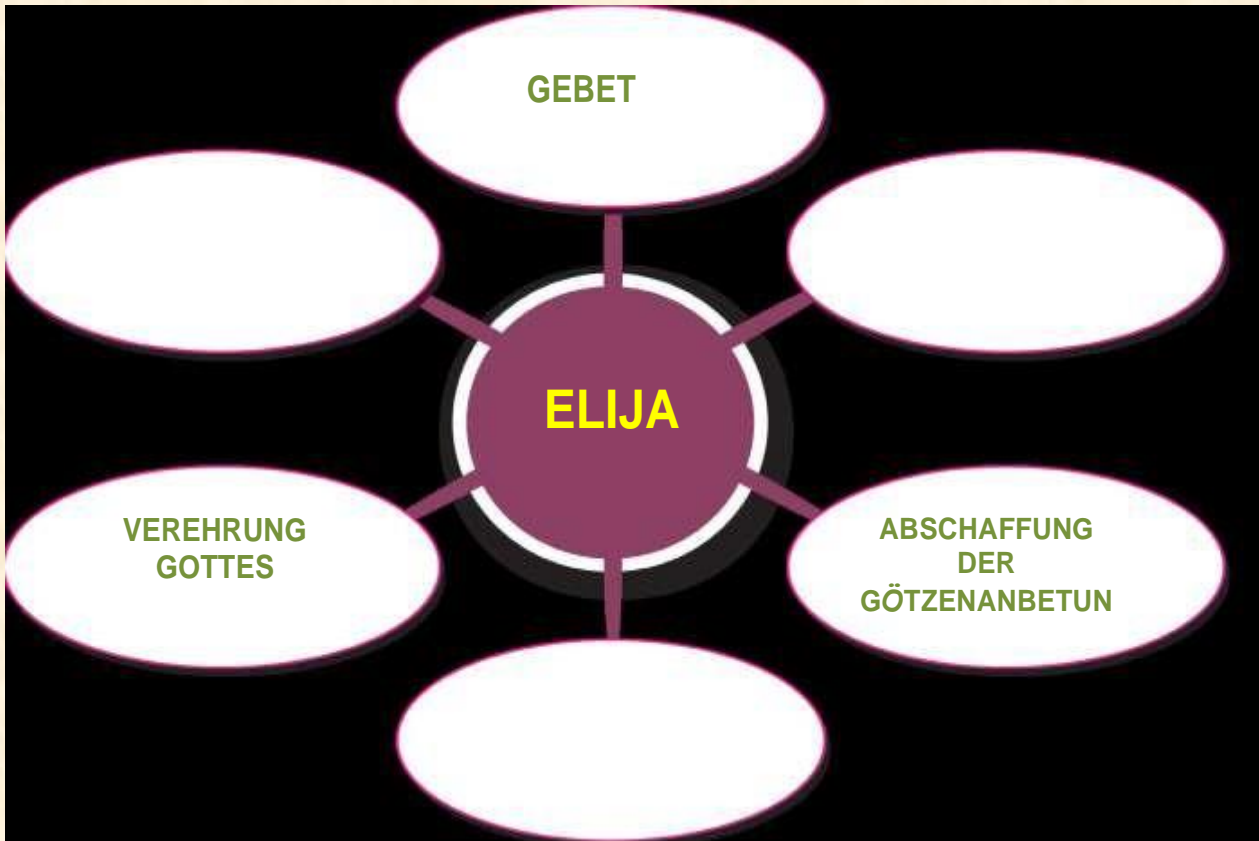 GEBET
ELIJA
VEREHRUNG
GOTTES
ABSCHAFFUNG
DER
GÖTZENANBETUN